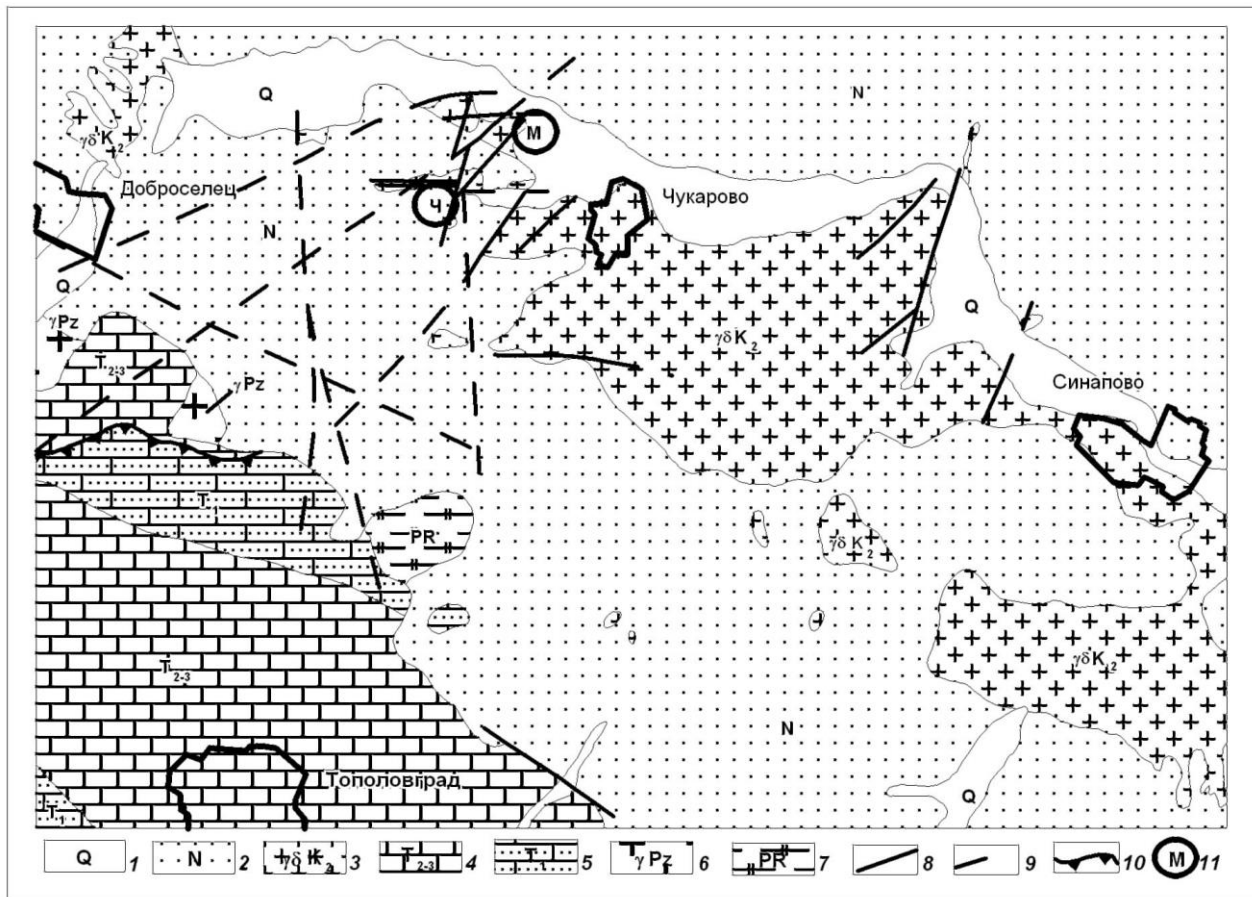 Q
N
γδK₂
М
Доброселец
Чукарово
Ч
N
Q
γPz
Q
T₂₋₃
γδK₂
γPz
Синапово
T₁
PR
γδK₂
T₂₋₃
γδK₂
N
Тополовград
T₁
Q
Q 1 N 2 γδK₂ 3 T₂₋₃ 4 T₁ 5 γPz 6 PR 7 8 9 10 М 11